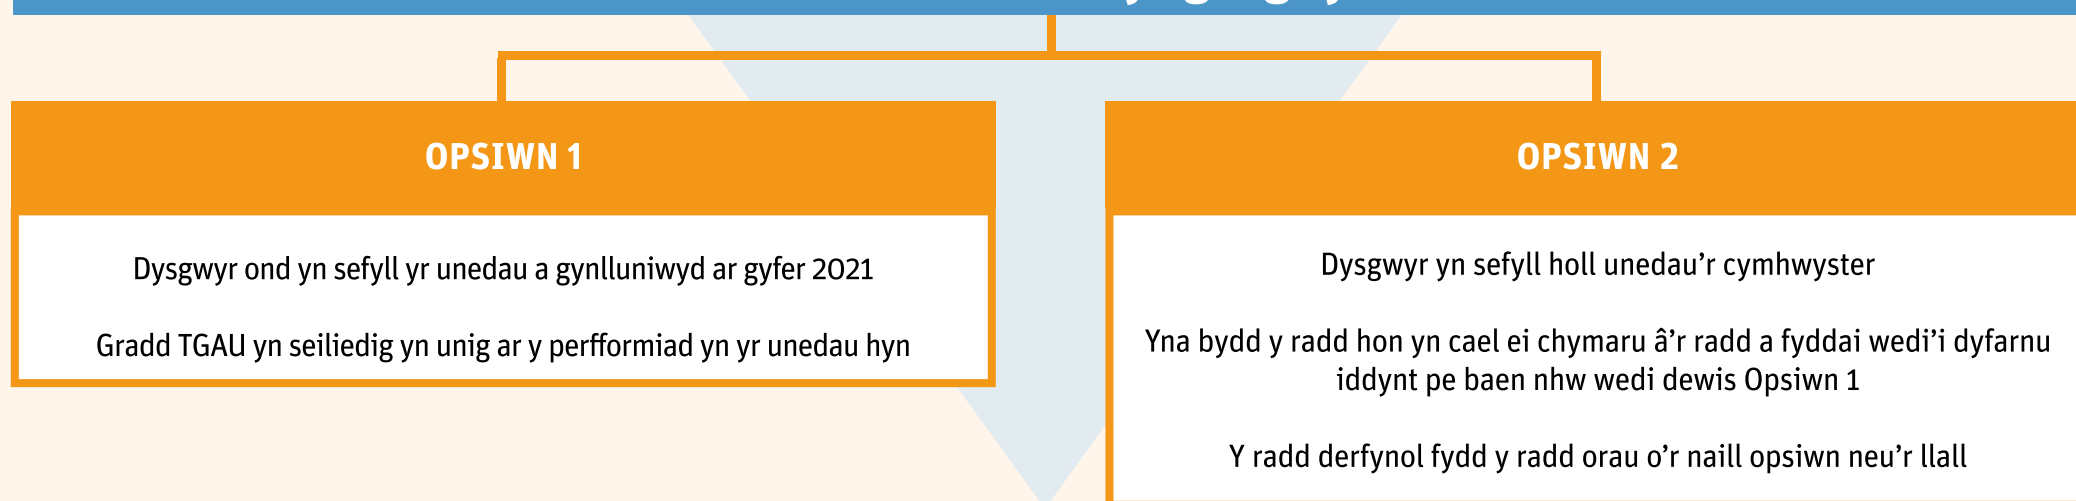 OPSIWN 1
Dysgwyr ond yn sefyll yr unedau a gynlluniwyd ar gyfer 2021
Gradd TGAU yn seiliedig yn unig ar y perfformiad yn yr unedau hyn
OPSIWN 2
Dysgwyr yn sefyll holl unedau’r cymhwyster
Yna bydd y radd hon yn cael ei chymaru â’r radd a fyddai wedi’i dyfarnu
iddynt pe baen nhw wedi dewis Opsiwn 1
Y radd derfynol fydd y radd orau o’r naill opsiwn neu’r llall